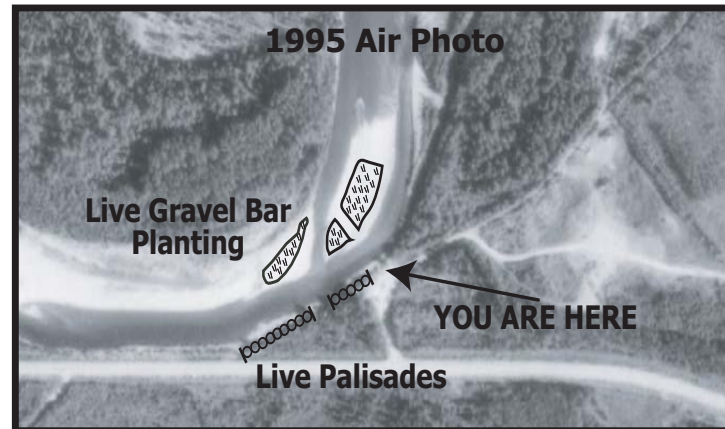 1995 Air Photo
Live Gravel Bar
Planting
YOU ARE HERE
Live Palisades